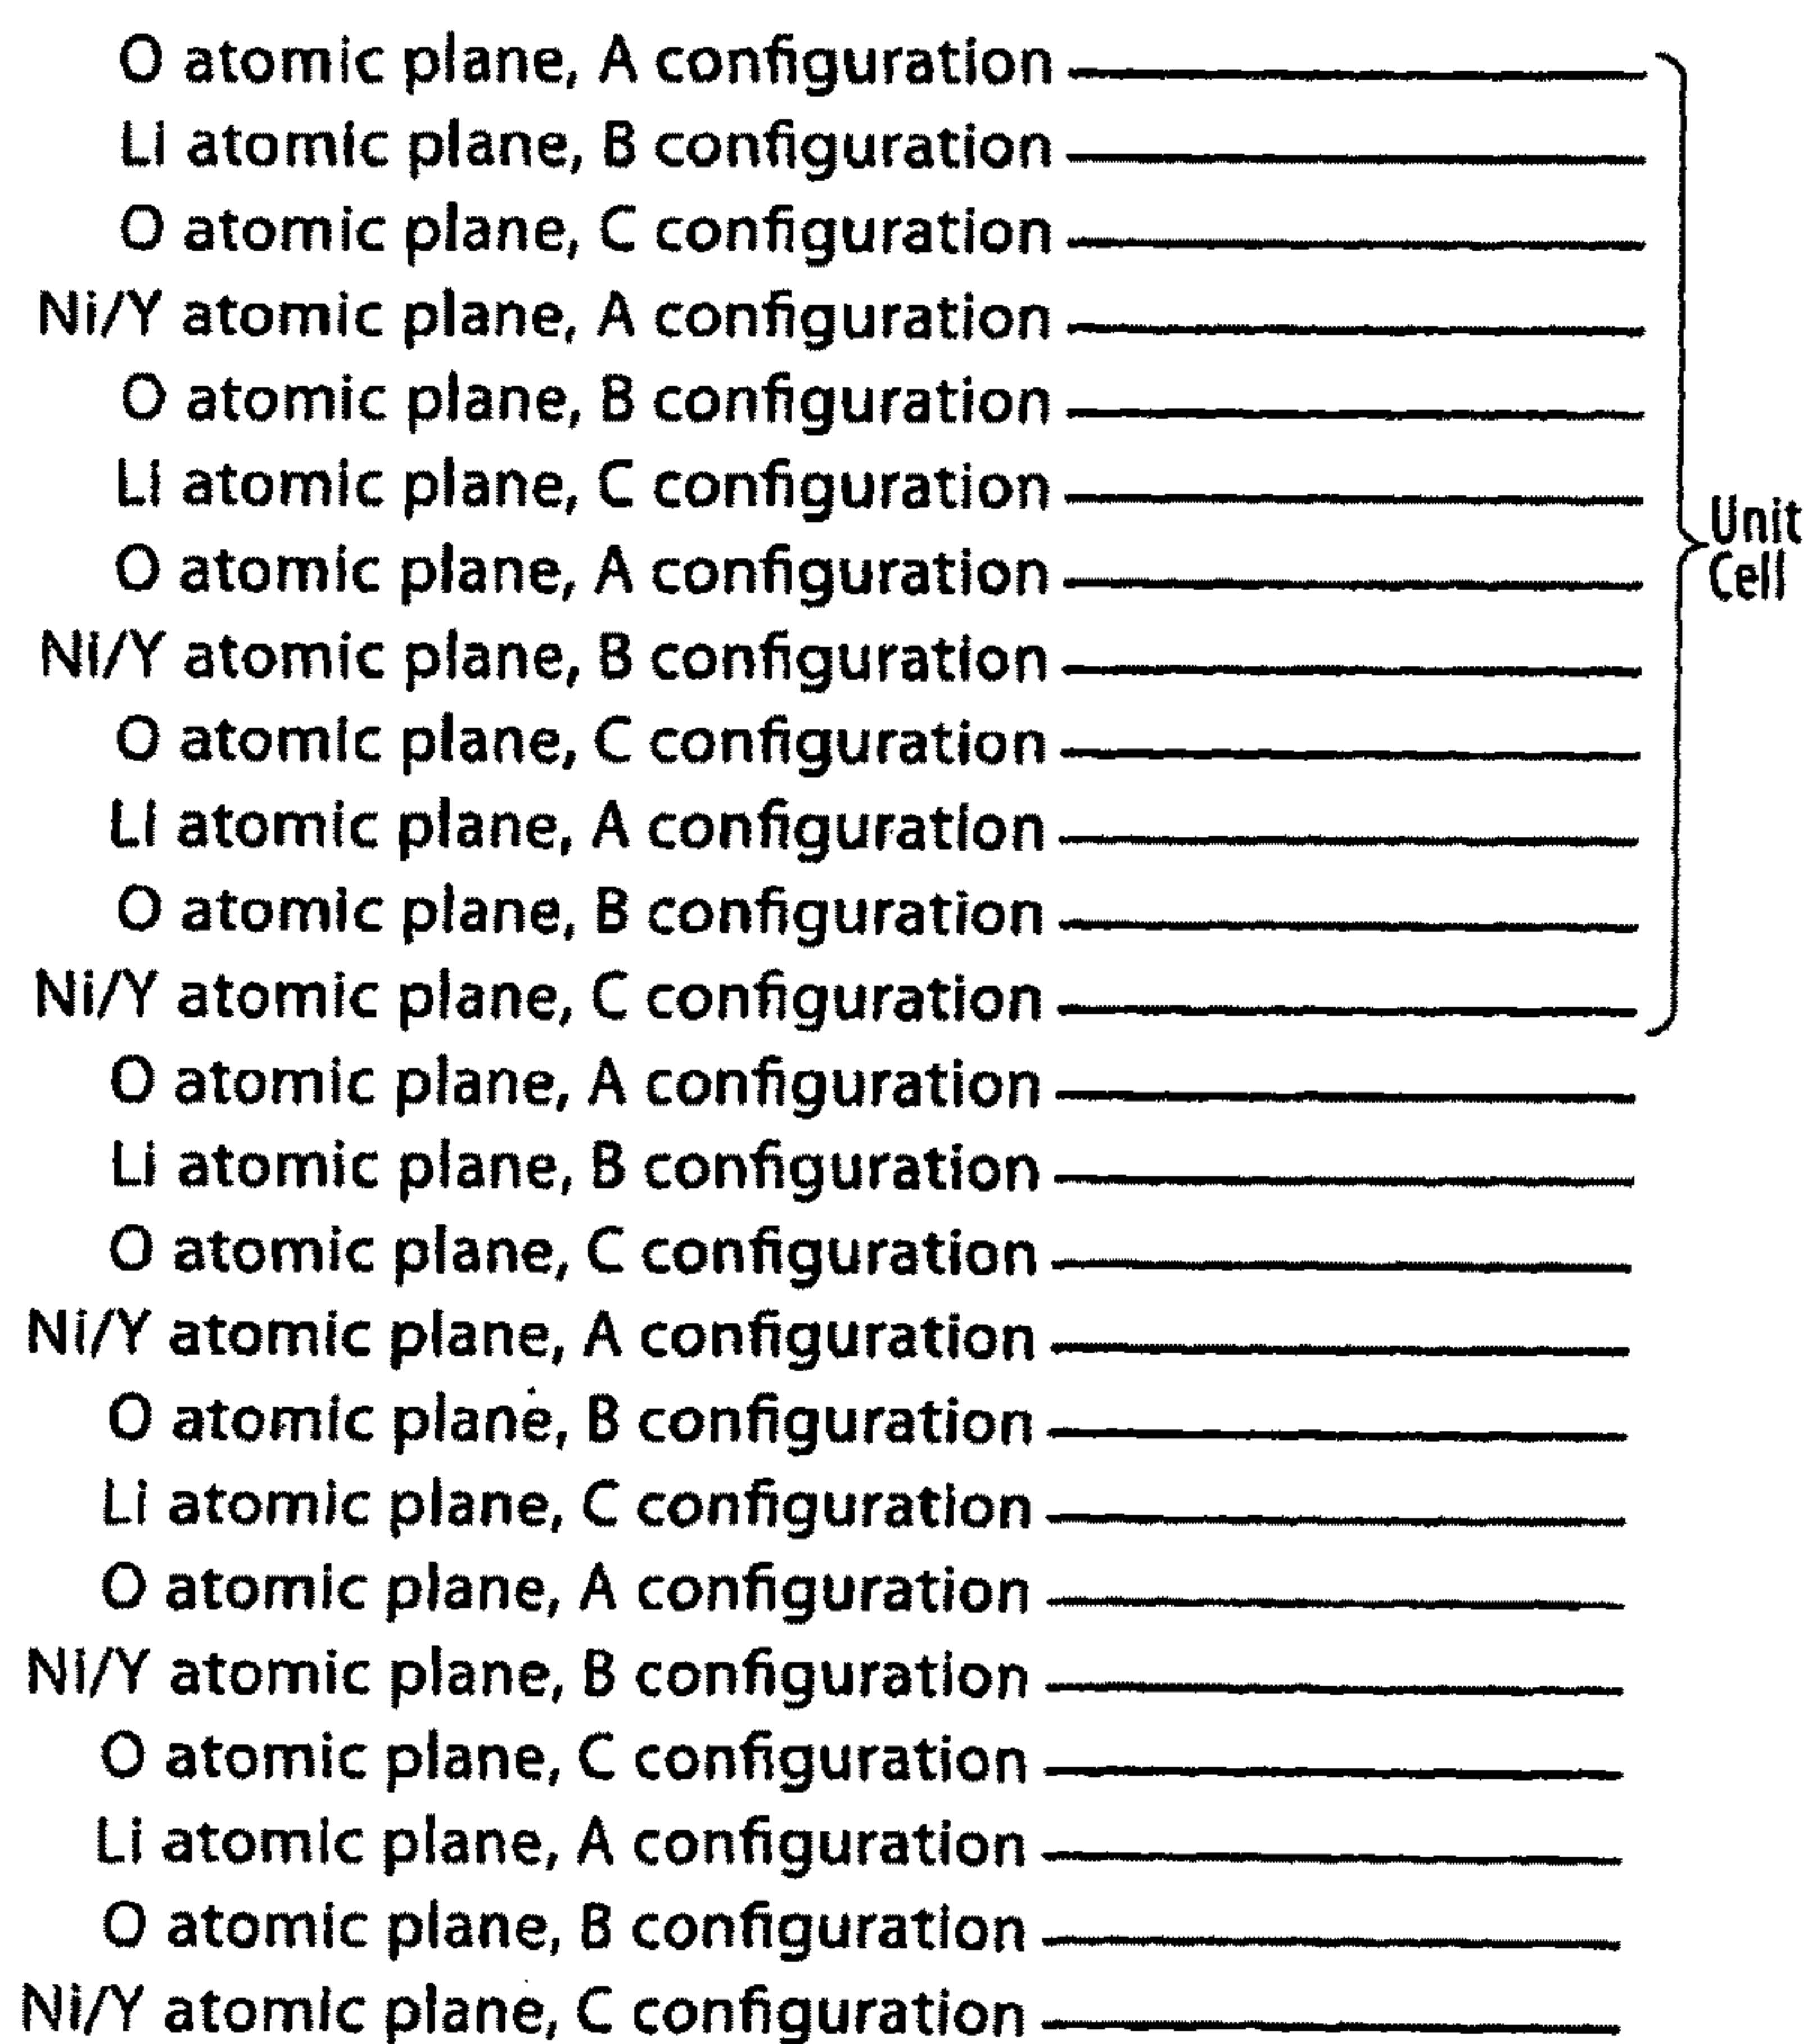 O atomic plane, A configuration
Li atomic plane, B configuration
O atomic plane, C configuration
Ni/Y atomic plane, A configuration
O atomic plane, B configuration
Li atomic plane, C configuration
O atomic plane, A configuration
Ni/Y atomic plane, B configuration
O atomic plane, C configuration
Li atomic plane, A configuration
O atomic plane, B configuration
Ni/Y atomic plane, C configuration
O atomic plane, A configuration
Li atomic plane, B configuration
O atomic plane, C configuration
Ni/Y atomic plane, A configuration
O atomic plane, B configuration
Li atomic plane, C configuration
O atomic plane, A configuration
Ni/Y atomic plane, B configuration
O atomic plane, C configuration
Li atomic plane, A configuration
O atomic plane, B configuration
Ni/Y atomic plane, C configuration
Unit
Cell